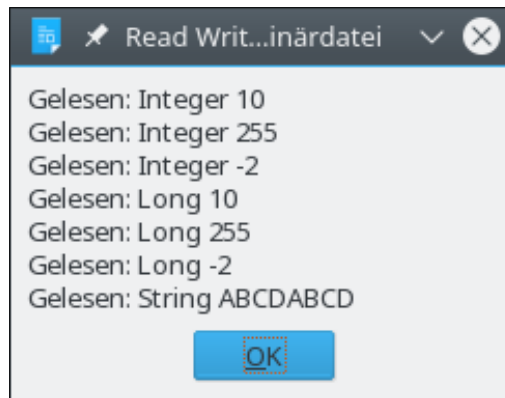 Read Writ...inärdatei
Gelesen: Integer 10
Gelesen: Integer 255
Gelesen: Integer -2
Gelesen: Long 10
Gelesen: Long 255
Gelesen: Long -2
Gelesen: String ABCDABCD
OK